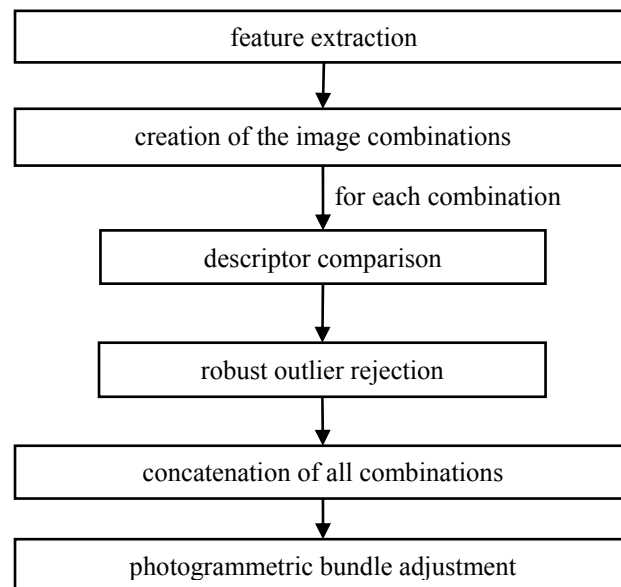 feature extraction
creation of the image combinations
for each combination
descriptor comparison
robust outlier rejection
concatenation of all combinations
photogrammetric bundle adjustment